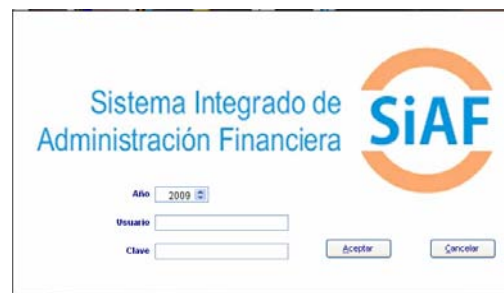 Sistema Integrado de
Administración Financiera
SiAF
Año 2009
Usuario
Clave
Aceptar
Cancelar